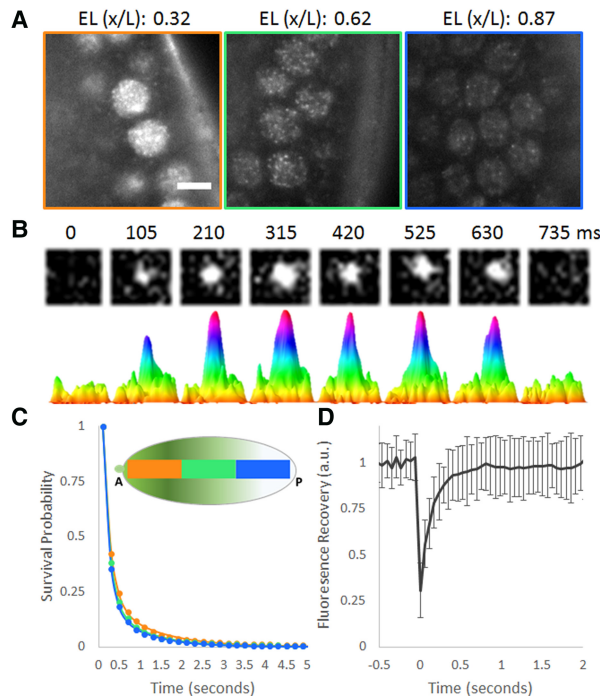 A
EL (x/L): 0.32 EL (x/L): 0.62 EL (x/L): 0.87
B
0 105 210 315 420 525 630 735 ms
C
D
1
0.75
0.5
0.25
0
Survival Probability
A
P
0 0.5 1 1.5 2 2.5 3 3.5 4 4.5 5
Time (seconds)
1
0.75
0.5
0.25
0
Fluoresence Recovery (a.u.)
-0.5 0 0.5 1 1.5 2
Time (seconds)